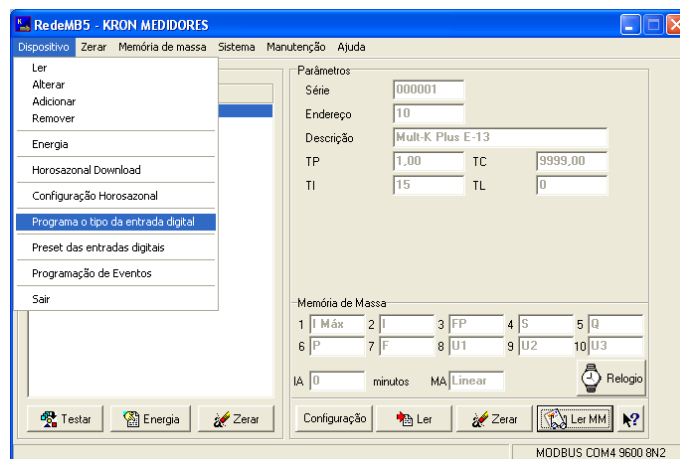 RedeMB5 - KRON MEDIDORES
Dispositivo Zerar Memória de massa Sistema Manutenção Ajuda
Ler
Alterar
Adicionar
Remover
Energia
Horosazonal Download
Configuração Horosazonal
Programa o tipo da entrada digital
Preset das entradas digitais
Programação de Eventos
Sair
Testar Energia Zerar
Parâmetros
Série 000001
Endereço 10
Descrição Mult-K Plus E-13
TP 1,00 TC 9999,00
TI 15 TL 0
Memória de Massa
1 I Máx 2 I 3 FP 4 S 5 Q
6 P 7 F 8 U1 9 U2 10 U3
IA 0 minutos MA Linear Relogio
Configuração Ler Zerar Ler MM ?
MODBUS COM4 9600 8N2